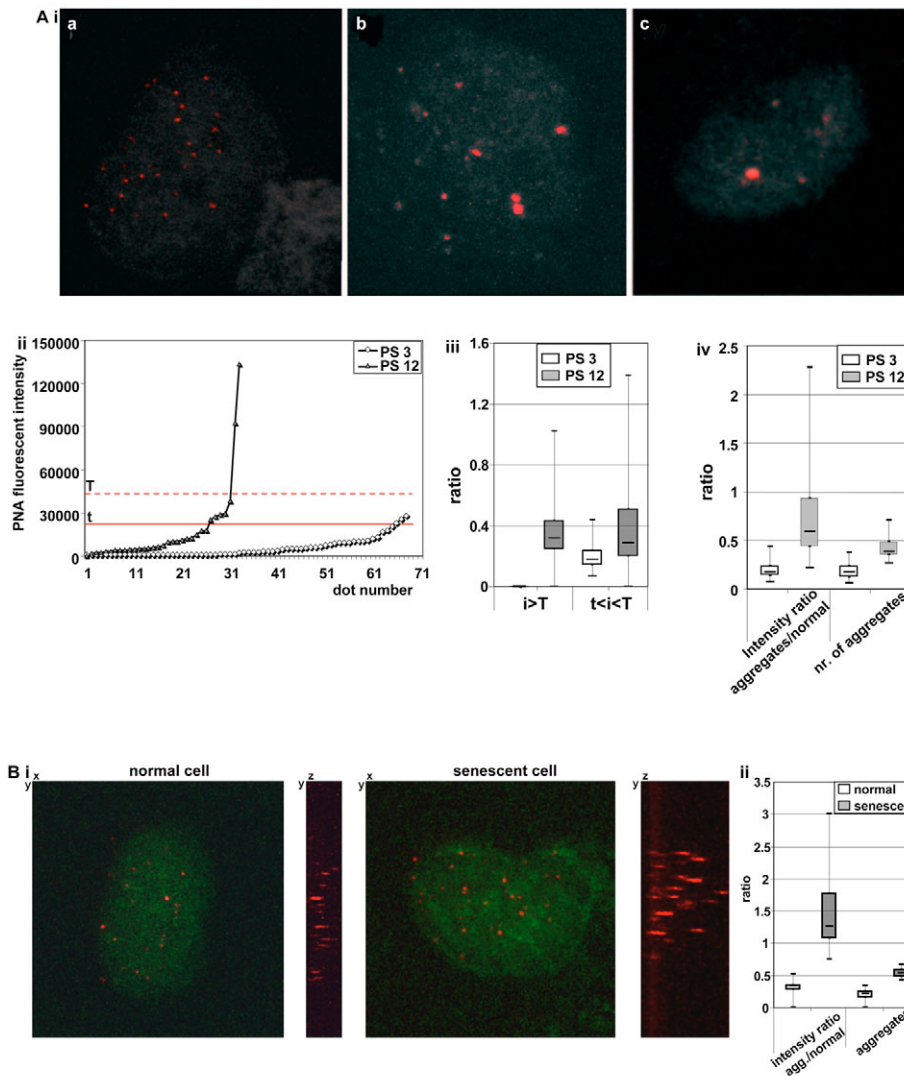 A i
a
b
c
ii
PNA fluorescent intensity
150000
120000
90000
60000
30000
0
T
t
PS 3
PS 12
1 11 21 31 41 51 61 71
dot number
iii
ratio
1.6
1.2
0.8
0.4
0
PS 3
PS 12
i>T t<i<T
iv
ratio
2.5
2
1.5
1
0.5
0
PS 3
PS 12
Intensity ratio
aggregates/normal
nr. of aggregates
B i
x
y
normal cell
z
y
x
y
senescent cell
z
y
ii
ratio
3.5
3
2.5
2
1.5
1
0.5
0
normal
senesce
intensity ratio
agg./normal
aggregates